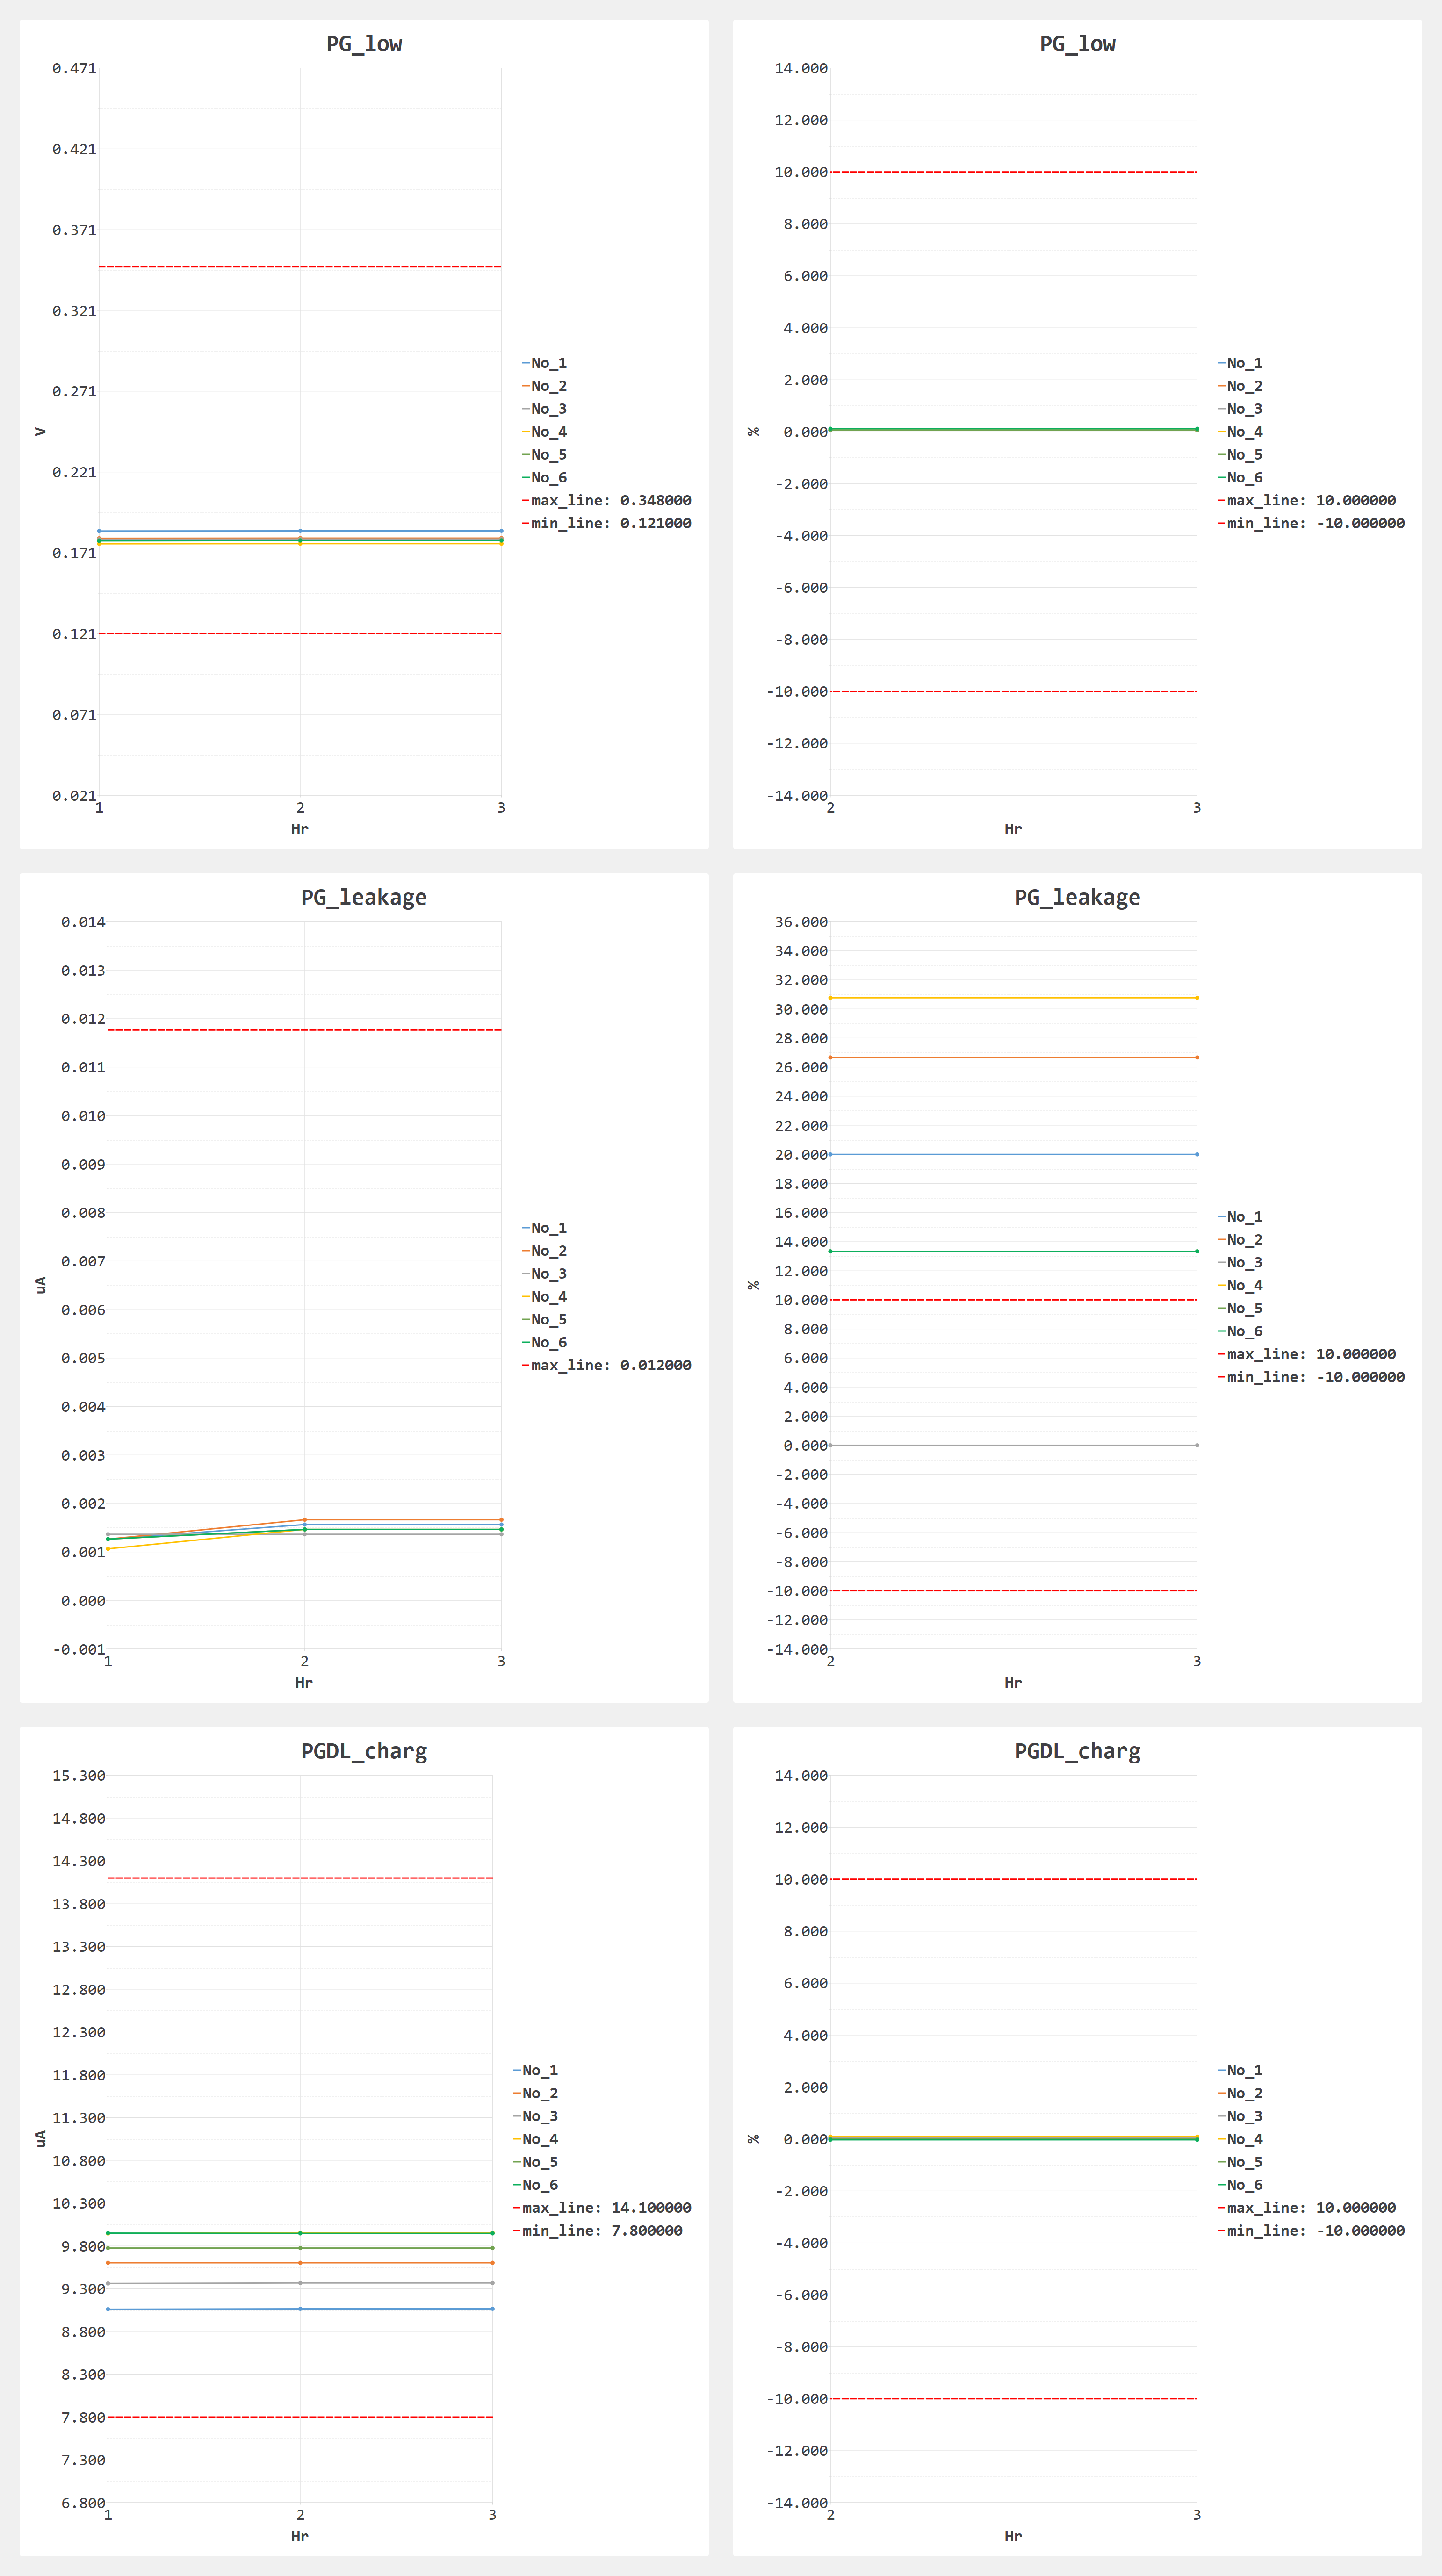 PG_low
0.471
0.421
0.371
0.321
0.271
0.221
0.171
0.121
0.071
0.021
V
1 2 3
Hr
No_1
No_2
No_3
No_4
No_5
No_6
max_line: 0.348000
min_line: 0.121000
PG_low
14.000
12.000
10.000
8.000
6.000
4.000
2.000
0.000
-2.000
-4.000
-6.000
-8.000
-10.000
-12.000
-14.000
%
2 3
Hr
No_1
No_2
No_3
No_4
No_5
No_6
max_line: 10.000000
min_line: -10.000000
PG_leakage
0.014
0.013
0.012
0.011
0.010
0.009
0.008
0.007
0.006
0.005
0.004
0.003
0.002
0.001
0.000
-0.001
uA
1 2 3
Hr
No_1
No_2
No_3
No_4
No_5
No_6
max_line: 0.012000
PG_leakage
36.000
34.000
32.000
30.000
28.000
26.000
24.000
22.000
20.000
18.000
16.000
14.000
12.000
10.000
8.000
6.000
4.000
2.000
0.000
-2.000
-4.000
-6.000
-8.000
-10.000
-12.000
-14.000
%
2 3
Hr
No_1
No_2
No_3
No_4
No_5
No_6
max_line: 10.000000
min_line: -10.000000
PGDL_charg
15.300
14.800
14.300
13.800
13.300
12.800
12.300
11.800
11.300
10.800
10.300
9.800
9.300
8.800
8.300
7.800
7.300
6.800
uA
1 2 3
Hr
No_1
No_2
No_3
No_4
No_5
No_6
max_line: 14.100000
min_line: 7.800000
PGDL_charg
14.000
12.000
10.000
8.000
6.000
4.000
2.000
0.000
-2.000
-4.000
-6.000
-8.000
-10.000
-12.000
-14.000
%
2 3
Hr
No_1
No_2
No_3
No_4
No_5
No_6
max_line: 10.000000
min_line: -10.000000